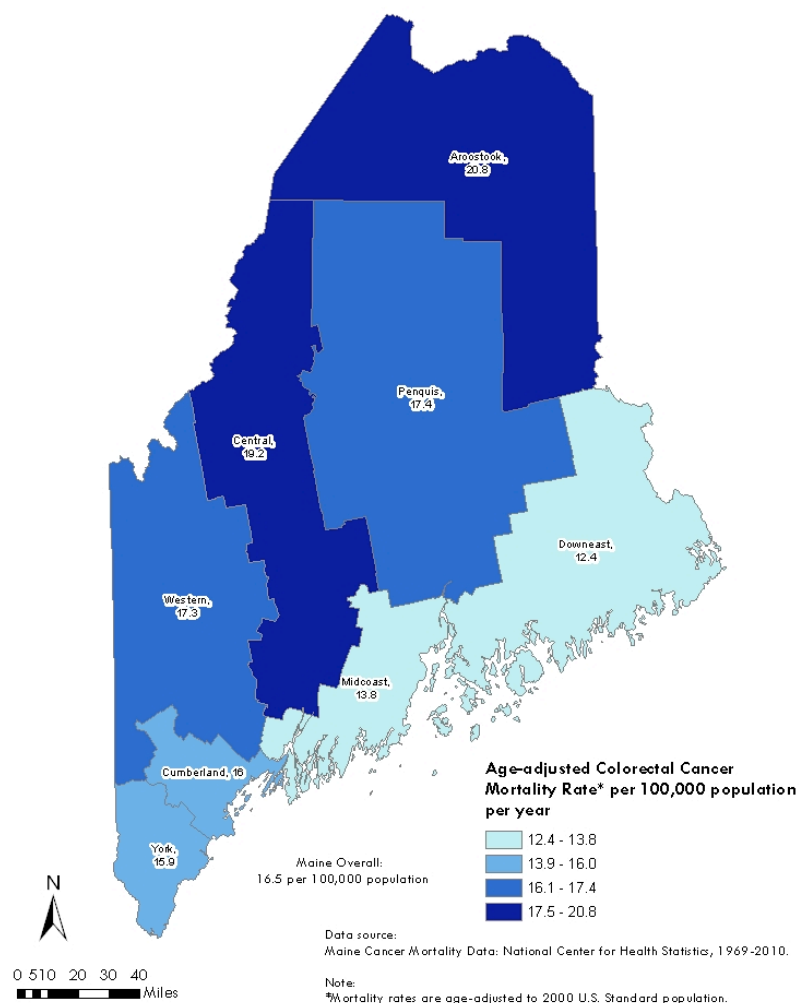 Aroostook,
20.8
Penquis,
17.4
Central,
19.2
Downeast,
12.4
Western,
17.3
Midcoast,
13.8
Cumberland, 16
York,
15.9
Age-adjusted Colorectal Cancer
Mortality Rate* per 100,000 population
per year
12.4 - 13.8
13.9 - 16.0
16.1 - 17.4
17.5 - 20.8
Maine Overall:
16.5 per 100,000 population
N
0 5 10 20 30 40
Miles
Data source:
Maine Cancer Mortality Data: National Center for Health Statistics, 1969-2010.
Note:
*Mortality rates are age-adjusted to 2000 U.S. Standard population.